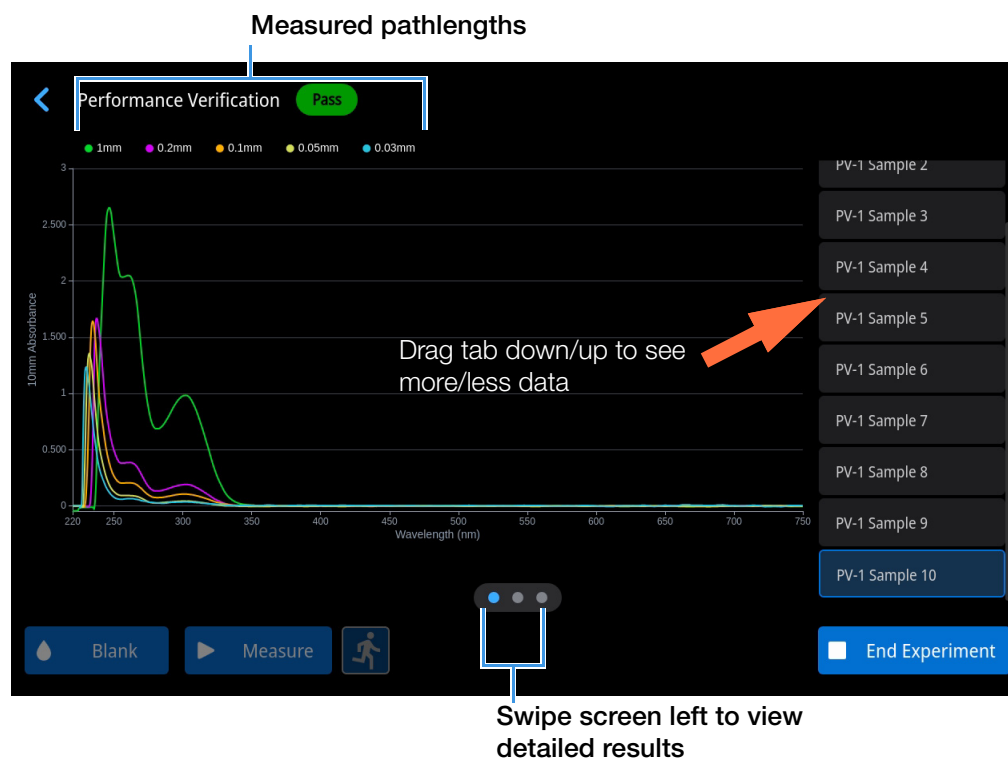 Measured pathlengths
Performance Verification Pass
1mm 0.2mm 0.1mm 0.05mm 0.03mm
3
2.500
2
1.500
1
0.500
0
10mm Absorbance
220 250 300 350 400 450 500 550 600 650 700 750
Wavelength (nm)
Drag tab down/up to see
more/less data
PV-1 Sample 2
PV-1 Sample 3
PV-1 Sample 4
PV-1 Sample 5
PV-1 Sample 6
PV-1 Sample 7
PV-1 Sample 8
PV-1 Sample 9
PV-1 Sample 10
Blank
Measure
End Experiment
Swipe screen left to view
detailed results